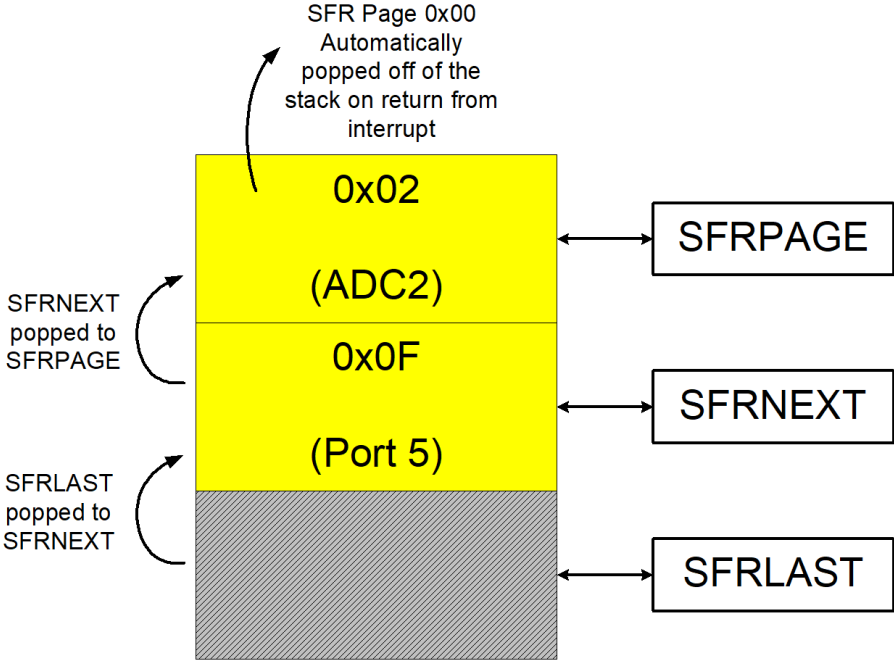 SFR Page 0x00
Automatically
popped off of the
stack on return from
interrupt
0x02
(ADC2)
SFRPAGE
SFRNEXT
popped to
SFRPAGE
0x0F
(Port 5)
SFRNEXT
SFRLAST
popped to
SFRNEXT
SFRLAST